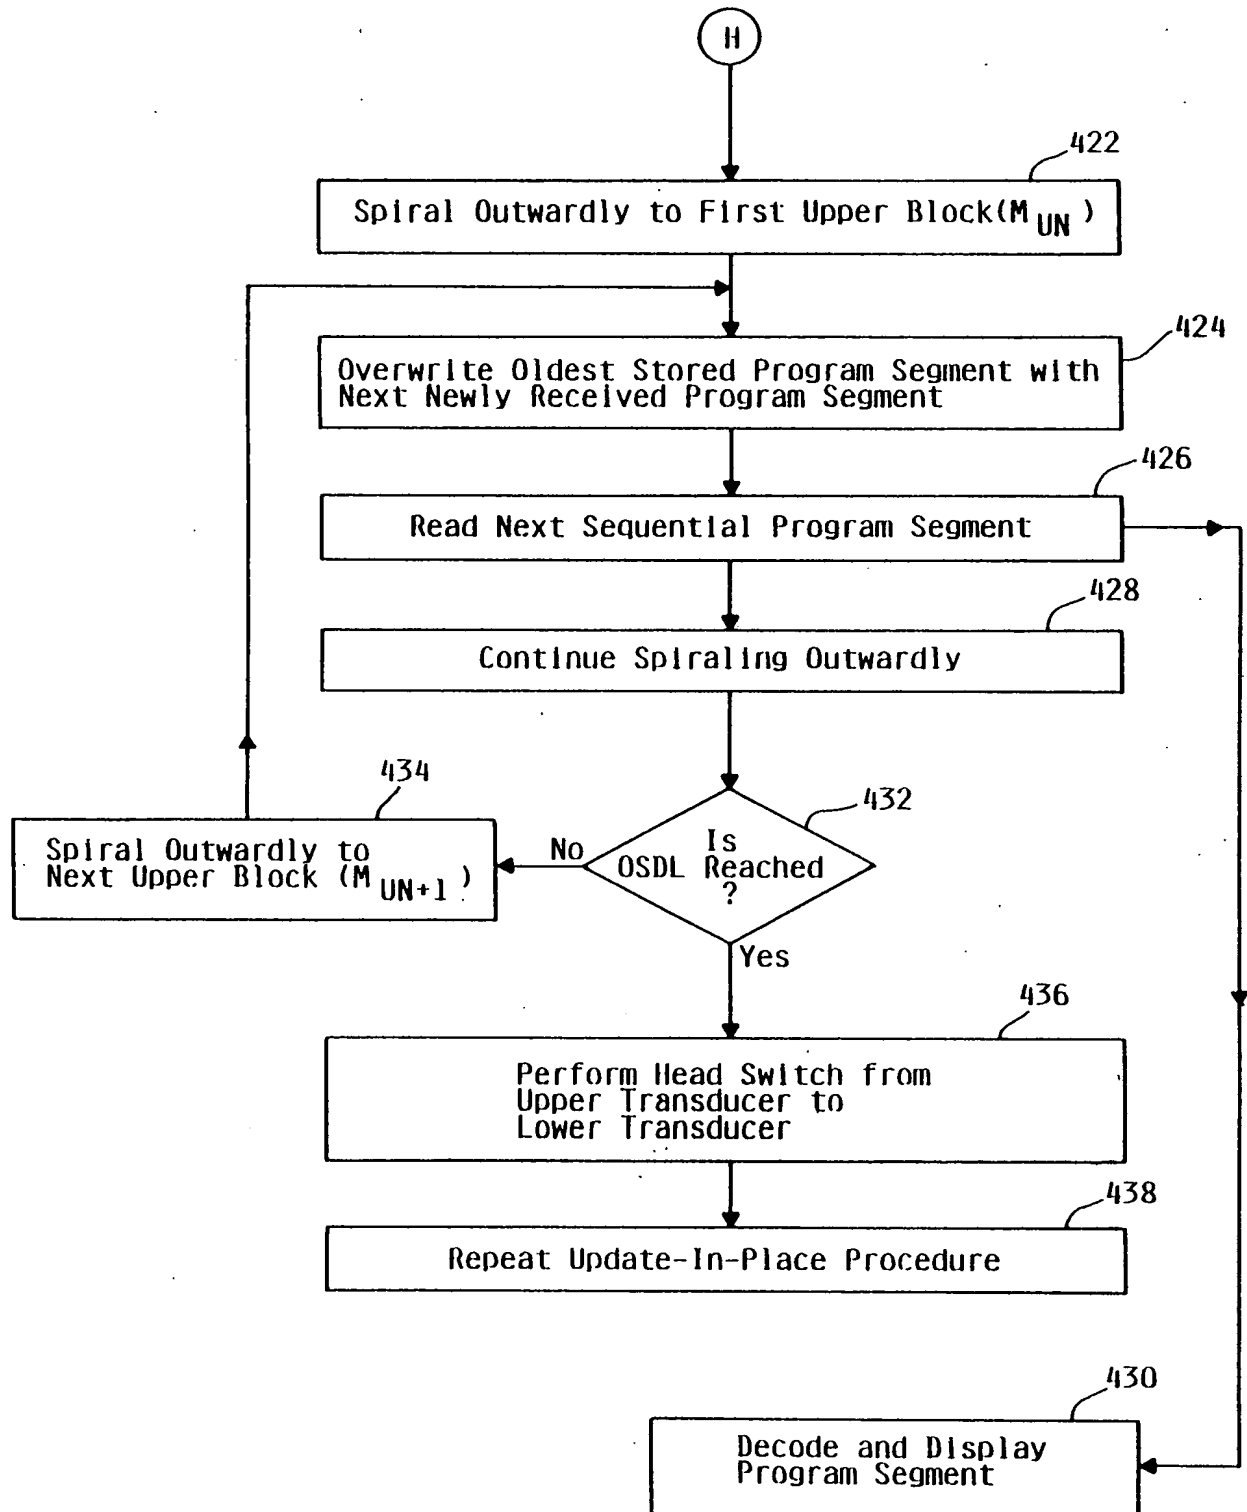 H
422
Spiral Outwardly to First Upper Block(M UN )
424
Overwrite Oldest Stored Program Segment with
Next Newly Received Program Segment
426
Read Next Sequential Program Segment
428
Continue Spiraling Outwardly
434
432
Spiral Outwardly to
Next Upper Block (M UN+1 )
No
Is
OSDL Reached
?
Yes
436
Perform Head Switch from
Upper Transducer to
Lower Transducer
438
Repeat Update-In-Place Procedure
430
Decode and Display
Program Segment